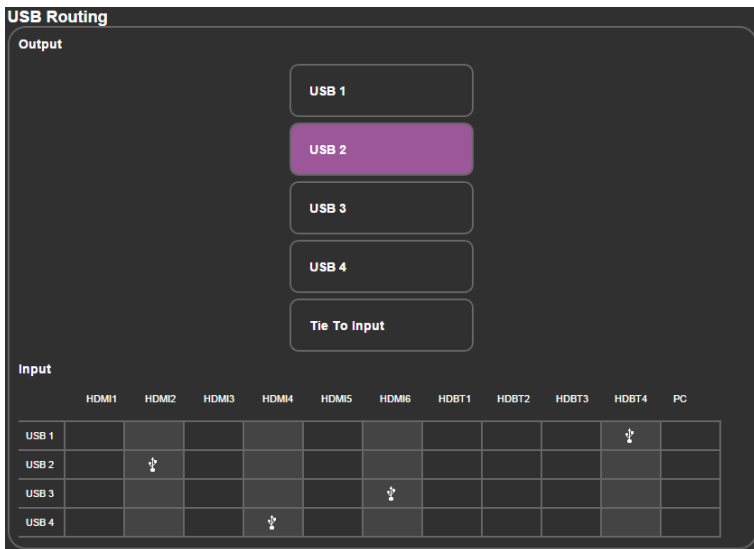 USB Routing
Output
USB 1
USB 2
USB 3
USB 4
Tie To Input
Input
HDMI1 HDMI2 HDMI3 HDMI4 HDMI5 HDMI6 HDBT1 HDBT2 HDBT3 HDBT4 PC
USB 1
USB 2
USB 3
USB 4